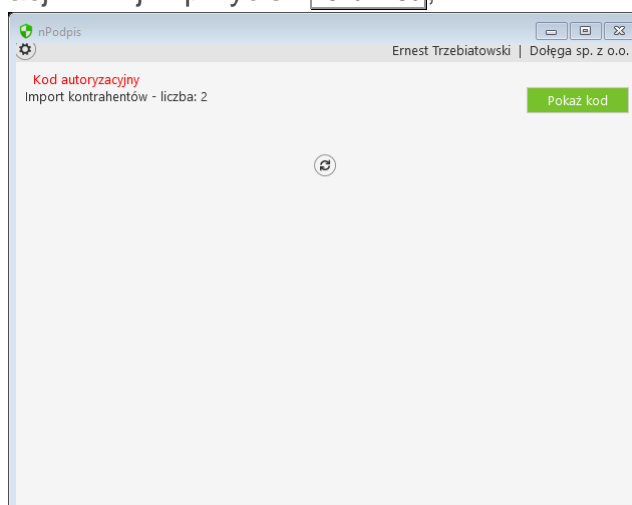 nPodpis
Ernest Trzebiatowski | Dołęga sp. z o.o.
Kod autoryzacyjny
Import kontrahentów - liczba: 2
Pokaż kod